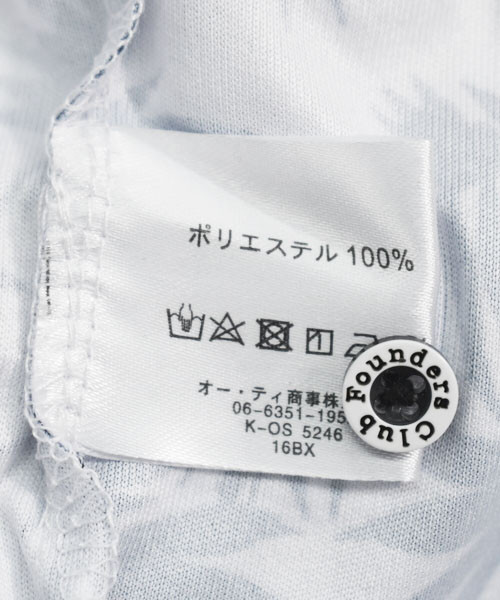 ポリエステル 100%
オー・ティ商事株
06-6351-195
K-OS 5246
16BX
Founders Club